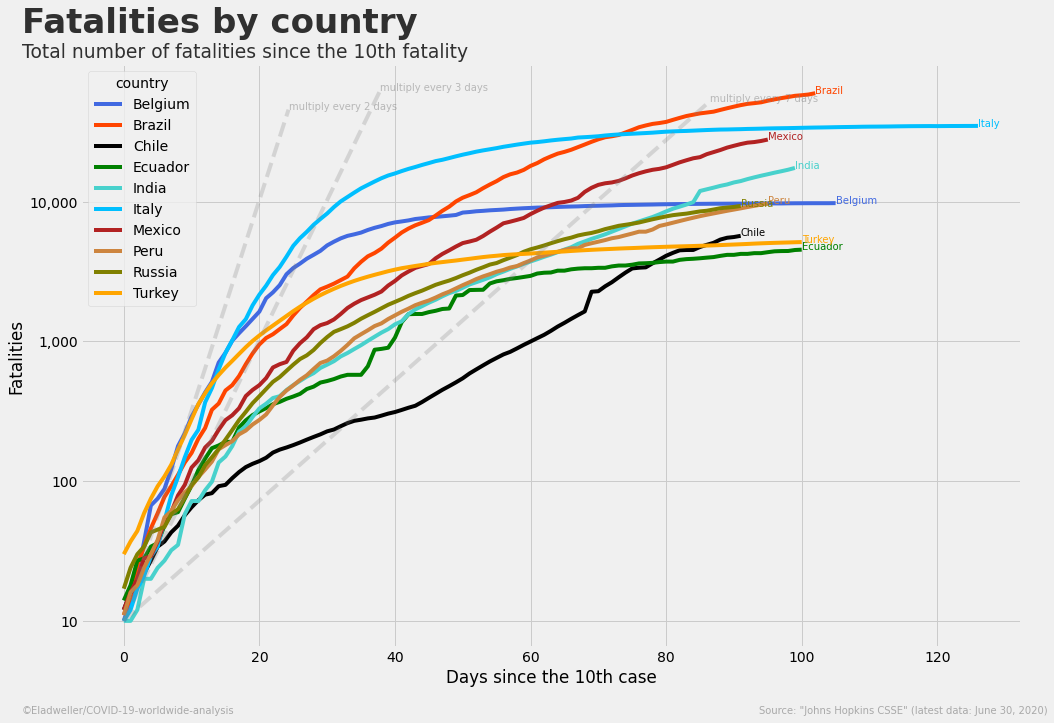 Fatalities by country
Total number of fatalities since the 10th fatality
country
Belgium
Brazil
Chile
Ecuador
India
Italy
Mexico
Peru
Russia
Turkey
multiply every 2 days
multiply every 3 days
multiply every 7 days
Brazil
Italy
Mexico
India
Belgium
Russia
Peru
Chile
Turkey
Ecuador
Fatalities
10,000
1,000
100
10
0
20
40
60
80
100
120
Days since the 10th case
©Eladweller/COVID-19-worldwide-analysis
Source: "Johns Hopkins CSSE" (latest data: June 30, 2020)